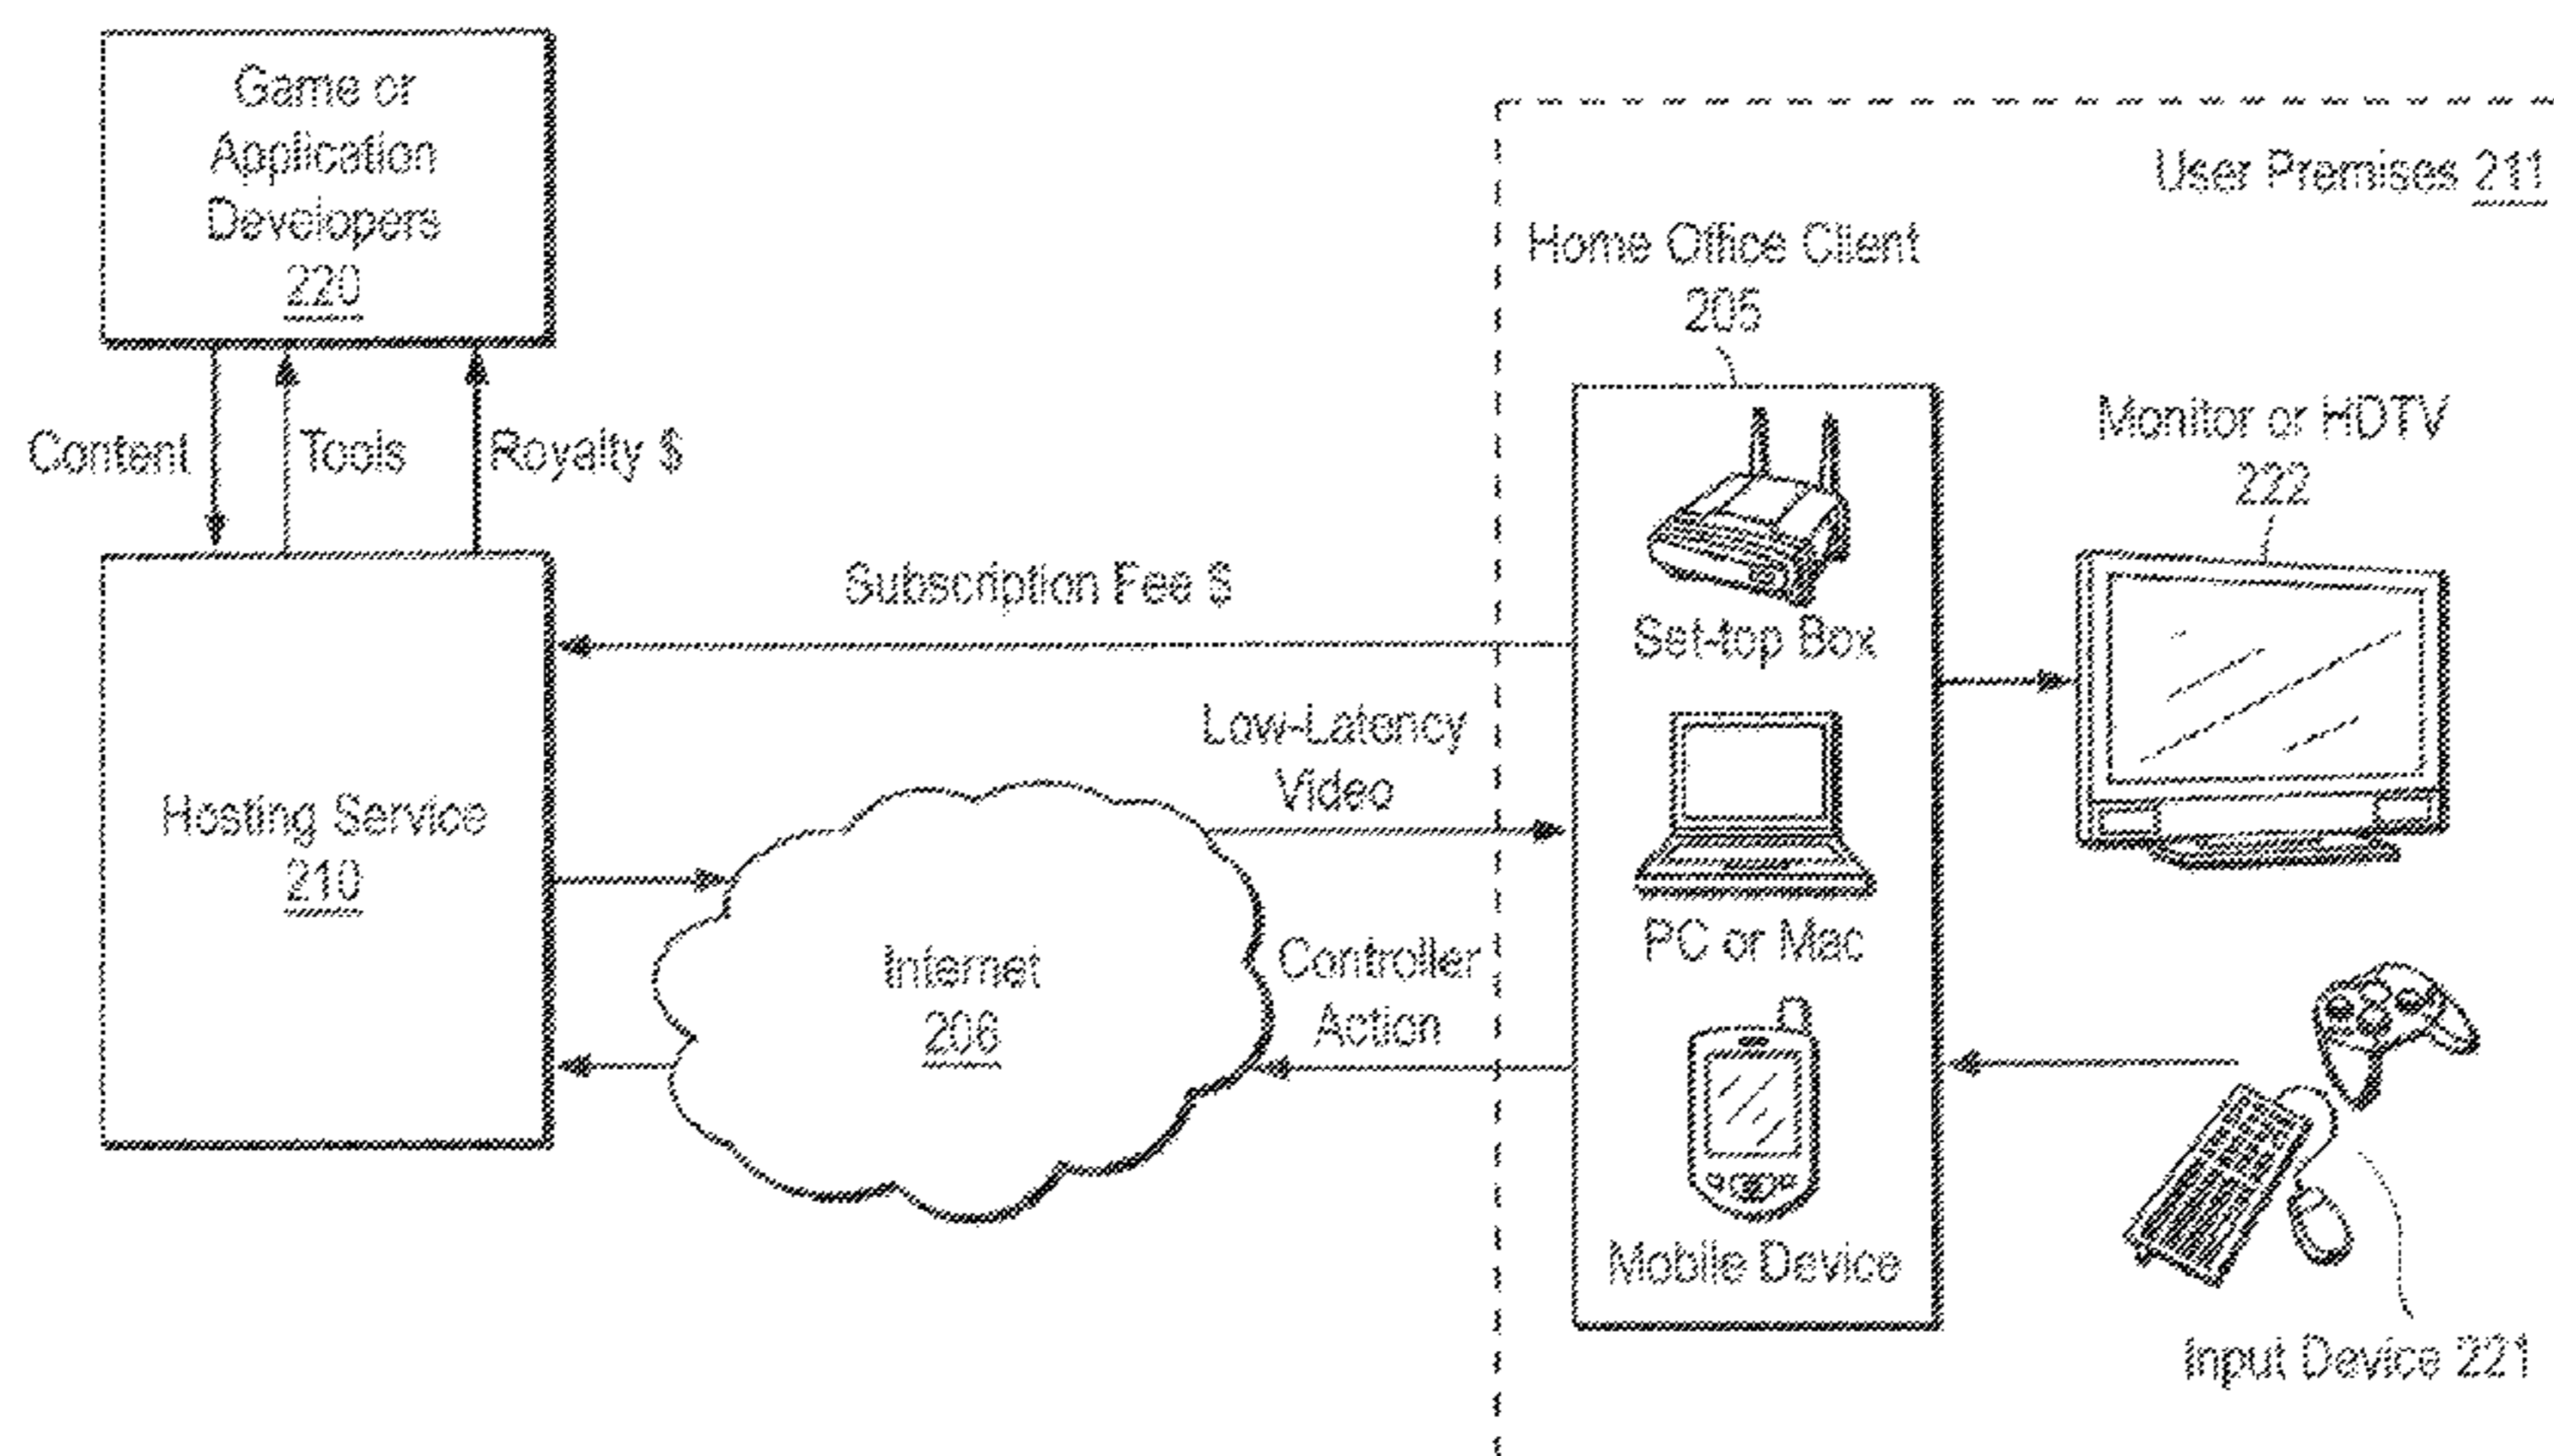 Game or
Application
Developers
220
Content
Tools
Royalty $
Hosting Service
210
Subscription Fee $
Low-Latency
Video
Internet
206
Controller
Action
User Premises 211
Home Office Client
205
Set-top Box
PC or Mac
Mobile Device
Monitor or HDTV
222
Input Device 221